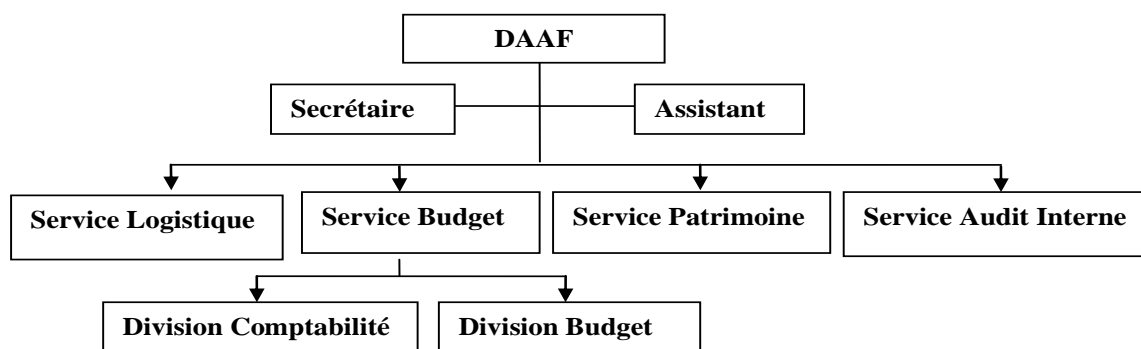 DAAF
Secrétaire
Assistant
Service Logistique
Service Budget
Service Patrimoine
Service Audit Interne
Division Comptabilité
Division Budget